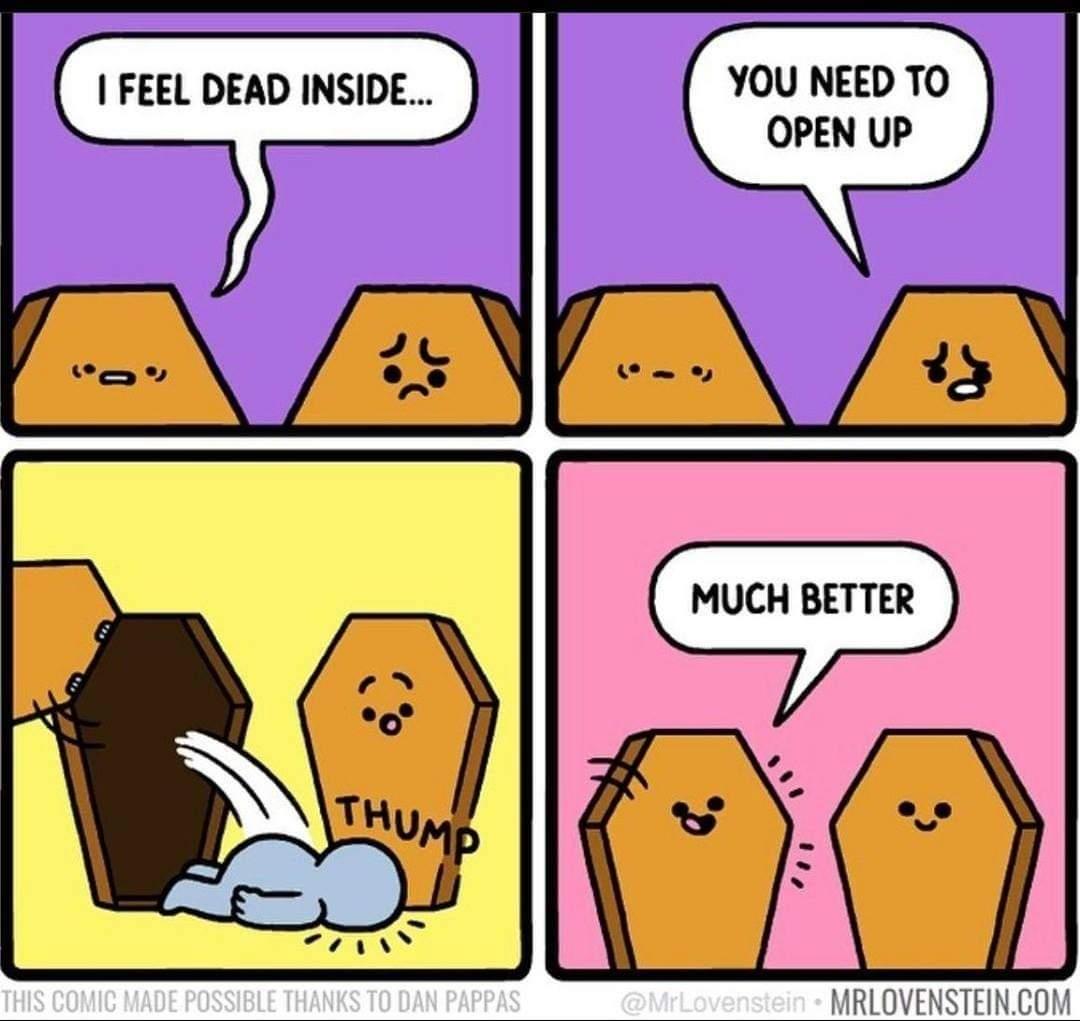 I FEEL DEAD INSIDE...
YOU NEED TO
OPEN UP
THUMP
MUCH BETTER
THIS COMIC MADE POSSIBLE THANKS TO DAN PAPPAS
@MrLovenstein • MRLOVENSTEIN.COM